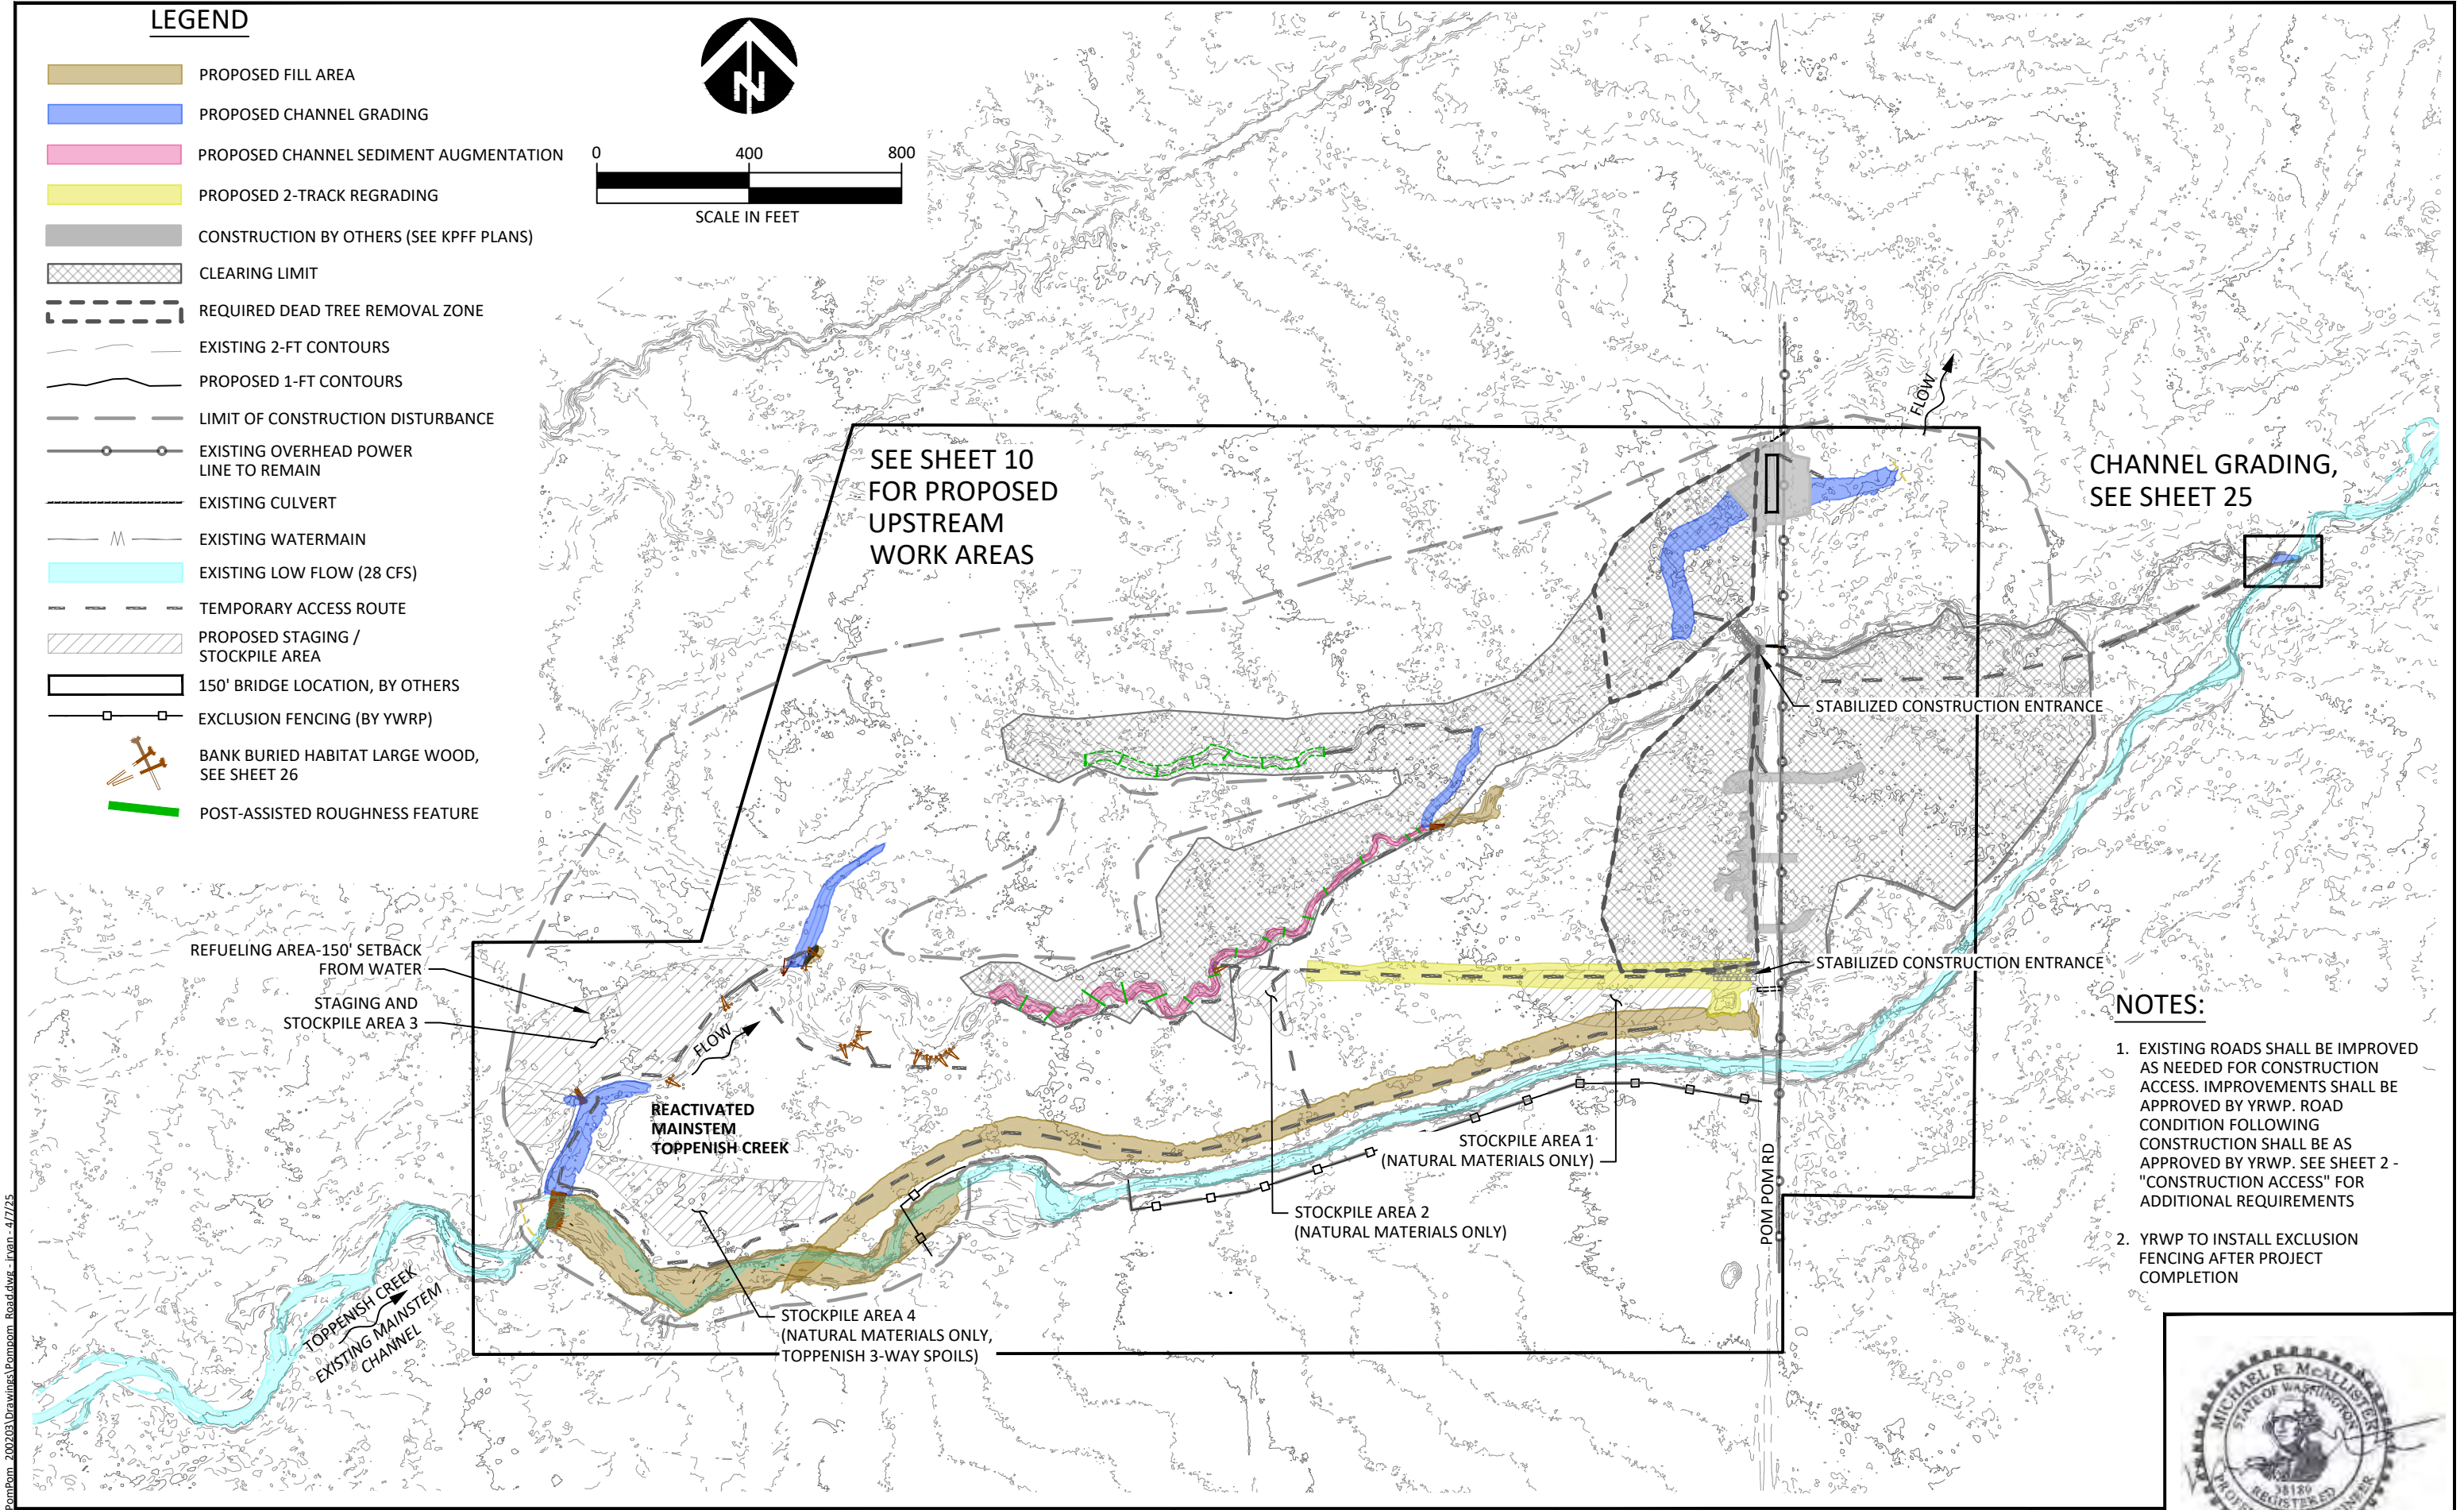 LEGEND
PROPOSED FILL AREA
PROPOSED CHANNEL GRADING
PROPOSED CHANNEL SEDIMENT AUGMENTATION
PROPOSED 2-TRACK REGRADING
CONSTRUCTION BY OTHERS (SEE KPFF PLANS)
CLEARING LIMIT
REQUIRED DEAD TREE REMOVAL ZONE
EXISTING 2-FT CONTOURS
PROPOSED 1-FT CONTOURS
LIMIT OF CONSTRUCTION DISTURBANCE
EXISTING OVERHEAD POWER
LINE TO REMAIN
EXISTING CULVERT
EXISTING WATERMAIN
EXISTING LOW FLOW (28 CFS)
TEMPORARY ACCESS ROUTE
PROPOSED STAGING /
STOCKPILE AREA
150' BRIDGE LOCATION, BY OTHERS
EXCLUSION FENCING (BY YWRP)
BANK BURIED HABITAT LARGE WOOD,
SEE SHEET 26
POST-ASSISTED ROUGHNESS FEATURE
N
0 400 800
SCALE IN FEET
SEE SHEET 10
FOR PROPOSED
UPSTREAM
WORK AREAS
FLOW
CHANNEL GRADING,
SEE SHEET 25
STABILIZED CONSTRUCTION ENTRANCE
STABILIZED CONSTRUCTION ENTRANCE
REFUELING AREA-150' SETBACK
FROM WATER
STAGING AND
STOCKPILE AREA 3
FLOW
REACTIVATED
MAINSTEM
TOPPENISH CREEK
STOCKPILE AREA 1
(NATURAL MATERIALS ONLY)
STOCKPILE AREA 2
(NATURAL MATERIALS ONLY)
STOCKPILE AREA 4
(NATURAL MATERIALS ONLY,
TOPPENISH 3-WAY SPOILS)
POM POM RD
TOPPENISH CREEK
EXISTING MAINSTEM
CHANNEL
NOTES:
1. EXISTING ROADS SHALL BE IMPROVED
AS NEEDED FOR CONSTRUCTION
ACCESS. IMPROVEMENTS SHALL BE
APPROVED BY YRWP. ROAD
CONDITION FOLLOWING
CONSTRUCTION SHALL BE AS
APPROVED BY YRWP. SEE SHEET 2 -
"CONSTRUCTION ACCESS" FOR
ADDITIONAL REQUIREMENTS
2. YRWP TO INSTALL EXCLUSION
FENCING AFTER PROJECT
COMPLETION
MICHAEL R. McALLISTER
STATE OF WASHINGTON
38180
REGISTERED